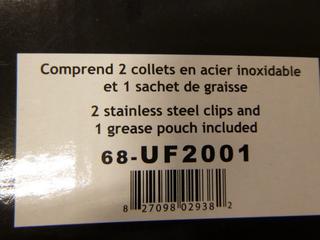 Comprend 2 collets en acier inoxidable
et 1 sachet de graisse
2 stainless steel clips and
1 grease pouch included
68-UF2001
8 27098 02938 2